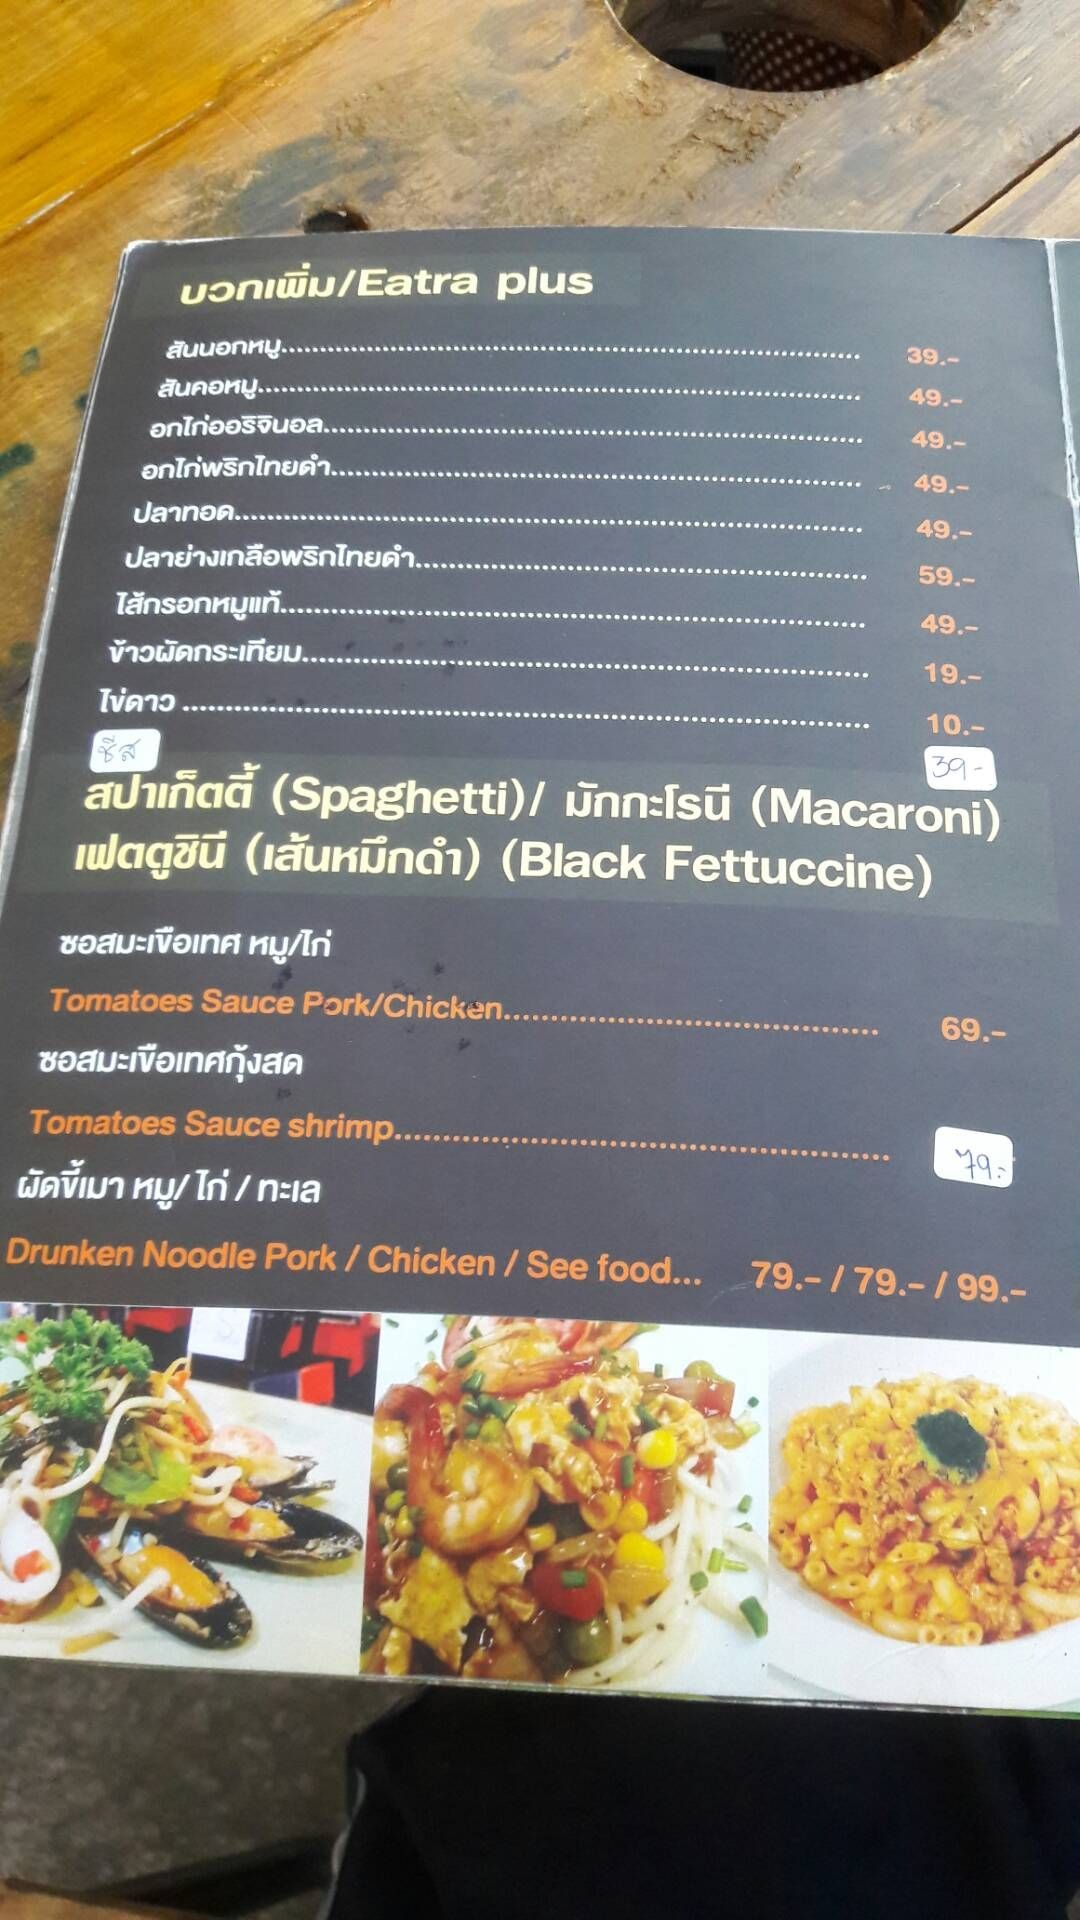 บวกเพิ่ม/Eatra plus
สันนอกหมู................................................ 39.-
สันคอหมู................................................ 49.-
อกไก่ออริจินอล................................................ 49.-
อกไก่พริกไทยดำ................................................ 49.-
ปลาทอด................................................ 49.-
ปลาย่างเกลือพริกไทยดำ................................................ 59.-
ไส้กรอกหมูแท้................................................ 49.-
ข้าวผัดกระเทียม................................................ 19.-
ไข่ดาว ................................................ 10.-
ชีส 39-
สปาเก็ตตี้ (Spaghetti)/ มักกะโรนี (Macaroni)
เฟตตูชินี (เส้นหมึกดำ) (Black Fettuccine)
ซอสมะเขือเทศ หมู/ไก่
Tomatoes Sauce Pork/Chicken................................ 69.-
ซอสมะเขือเทศกุ้งสด
Tomatoes Sauce shrimp................................ 79.-
ผัดขี้เมา หมู/ ไก่ / ทะเล
Drunken Noodle Pork / Chicken / See food... 79.- / 79.- / 99.-